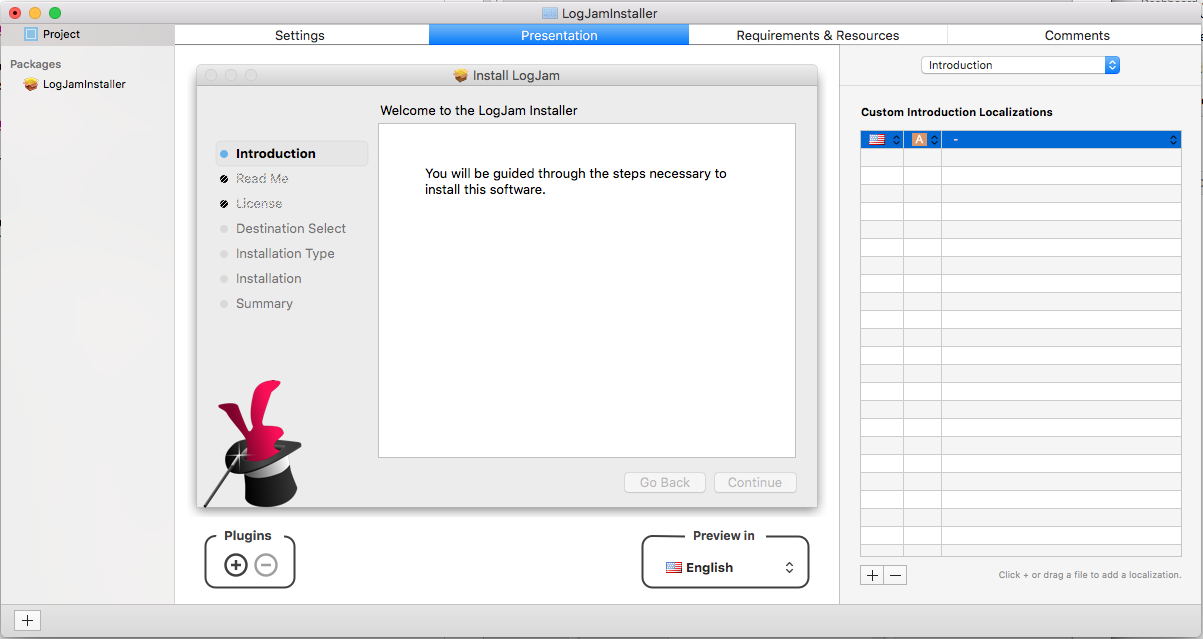 LogJamInstaller
Project
Settings
Presentation
Requirements & Resources
Comments
Packages
LogJamInstaller
Install LogJam
Welcome to the LogJam Installer
Introduction
Read Me
License
Destination Select
Installation Type
Installation
Summary
You will be guided through the steps necessary to
install this software.
Go Back
Continue
Plugins
Preview in
English
Introduction
Custom Introduction Localizations
A
-
Click + or drag a file to add a localization.